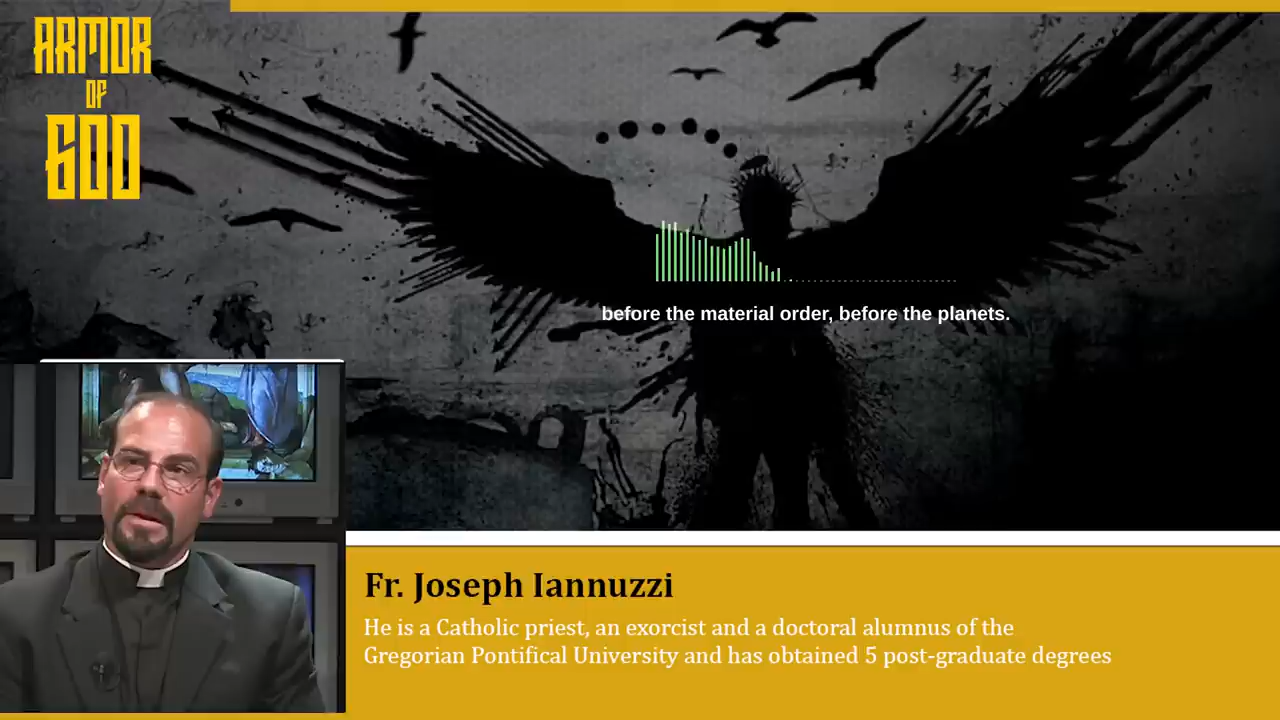 ARMOR
OF
GOD
before the material order, before the planets.
Fr. Joseph Iannuzzi
He is a Catholic priest, an exorcist and a doctoral alumnus of the
Gregorian Pontifical University and has obtained 5 post-graduate degrees